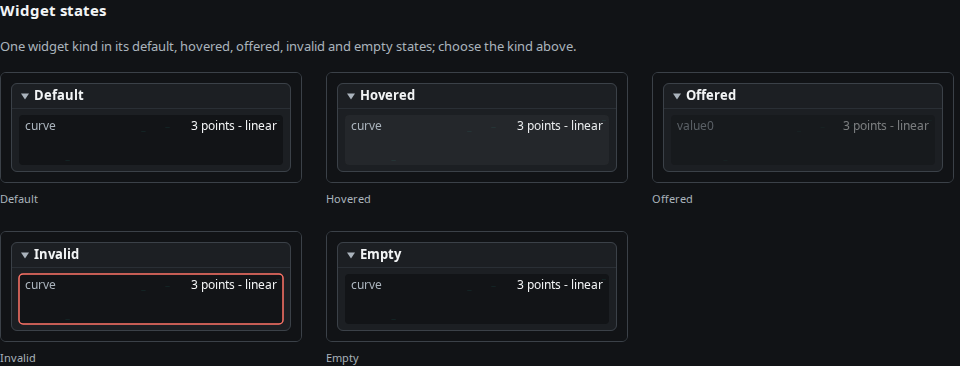 Widget states
One widget kind in its default, hovered, offered, invalid and empty states; choose the kind above.
Default
curve 3 points - linear
Default
Hovered
curve 3 points - linear
Hovered
Offered
value0 3 points - linear
Offered
Invalid
curve 3 points - linear
Invalid
Empty
curve 3 points - linear
Empty